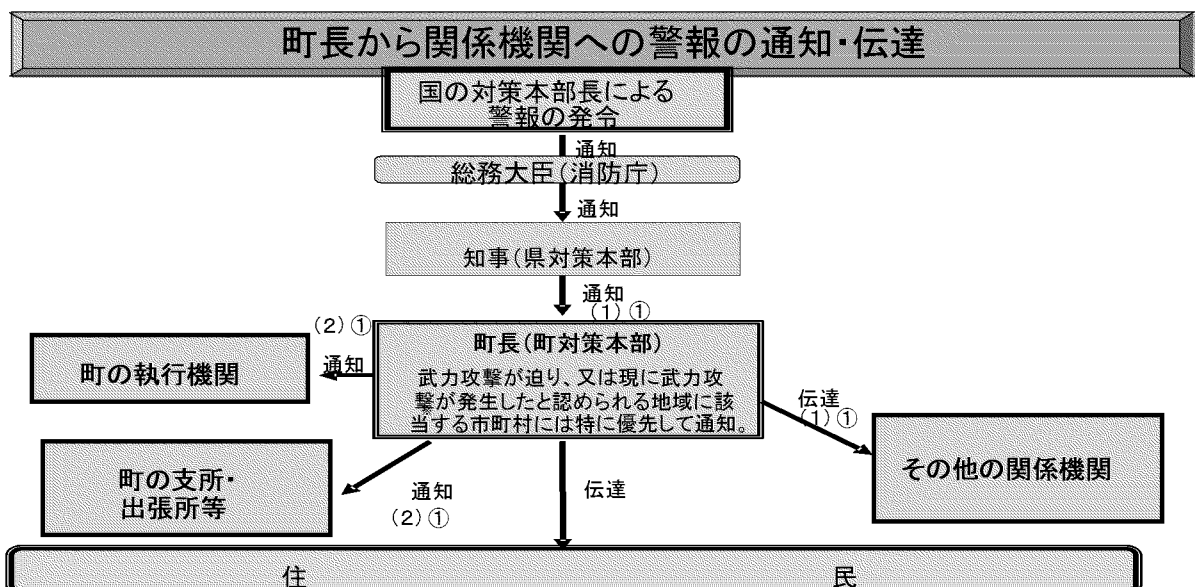 町長から関係機関への警報の通知・伝達
国の対策本部長による
警報の発令
通知
総務大臣(消防庁)
通知
知事(県対策本部)
通知
(1)①
(2)①
通知
町の執行機関
町長(町対策本部)
武力攻撃が迫り、又は現に武力攻
撃が発生したと認められる地域に該
当する市町村には特に優先して通知。
伝達
(1)①
その他の関係機関
町の支所・
出張所等
通知
(2)①
伝達
住 民